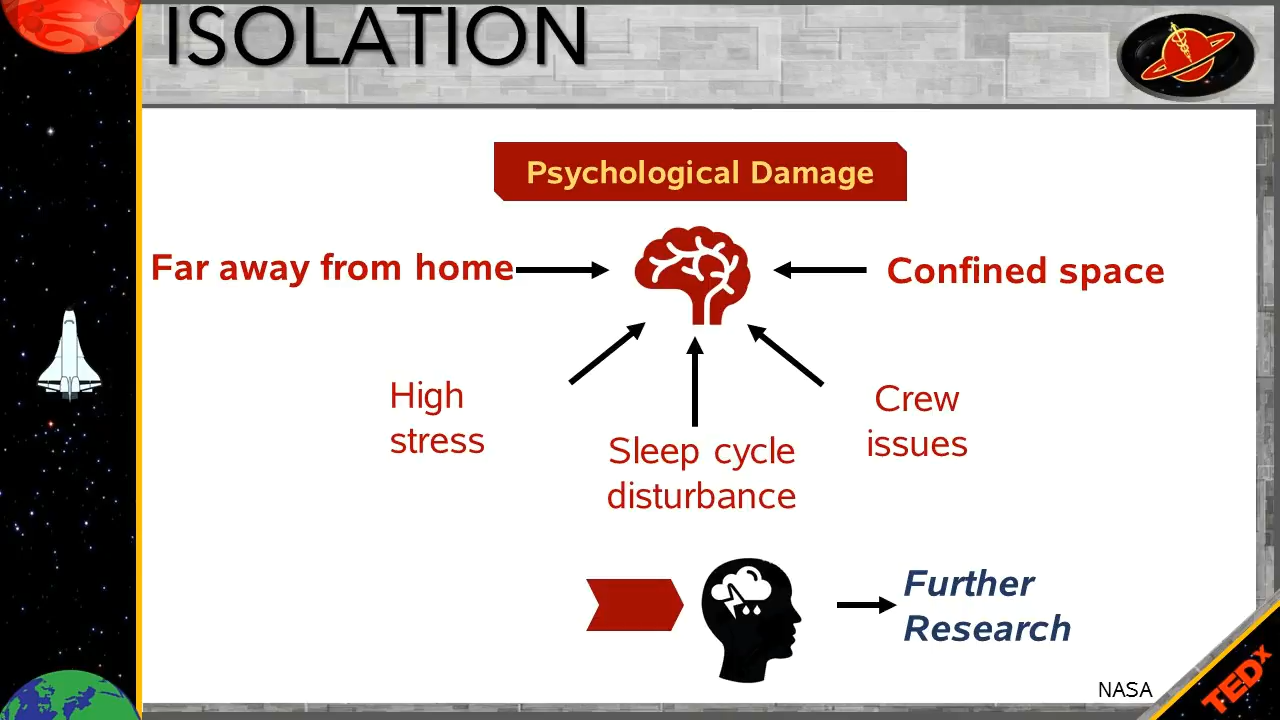 ISOLATION
Psychological Damage
Far away from home
Confined space
High
stress
Sleep cycle
disturbance
Crew
issues
Further
Research
NASA
TEDx